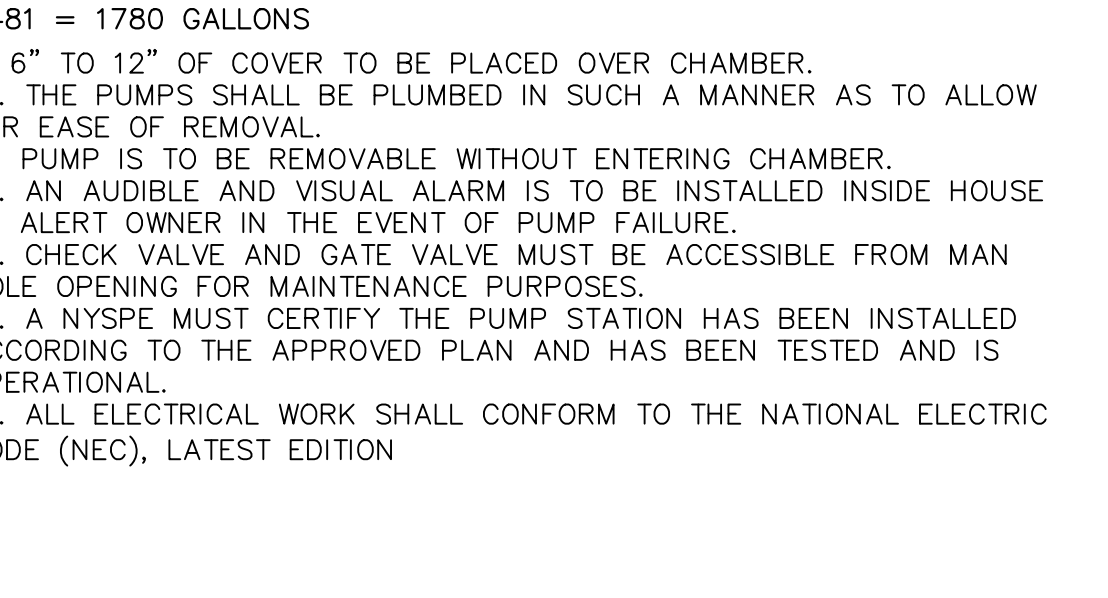 -81 = 1780 GALLONS
6” TO 12” OF COVER TO BE PLACED OVER CHAMBER.
. THE PUMPS SHALL BE PLUMBED IN SUCH A MANNER AS TO ALLOW
R EASE OF REMOVAL.
PUMP IS TO BE REMOVABLE WITHOUT ENTERING CHAMBER.
. AN AUDIBLE AND VISUAL ALARM IS TO BE INSTALLED INSIDE HOUSE
ALERT OWNER IN THE EVENT OF PUMP FAILURE.
. CHECK VALVE AND GATE VALVE MUST BE ACCESSIBLE FROM MAN
OLE OPENING FOR MAINTENANCE PURPOSES.
. A NYSPE MUST CERTIFY THE PUMP STATION HAS BEEN INSTALLED
CCORDING TO THE APPROVED PLAN AND HAS BEEN TESTED AND IS
PERATIONAL.
. ALL ELECTRICAL WORK SHALL CONFORM TO THE NATIONAL ELECTRIC
ODE (NEC), LATEST EDITION